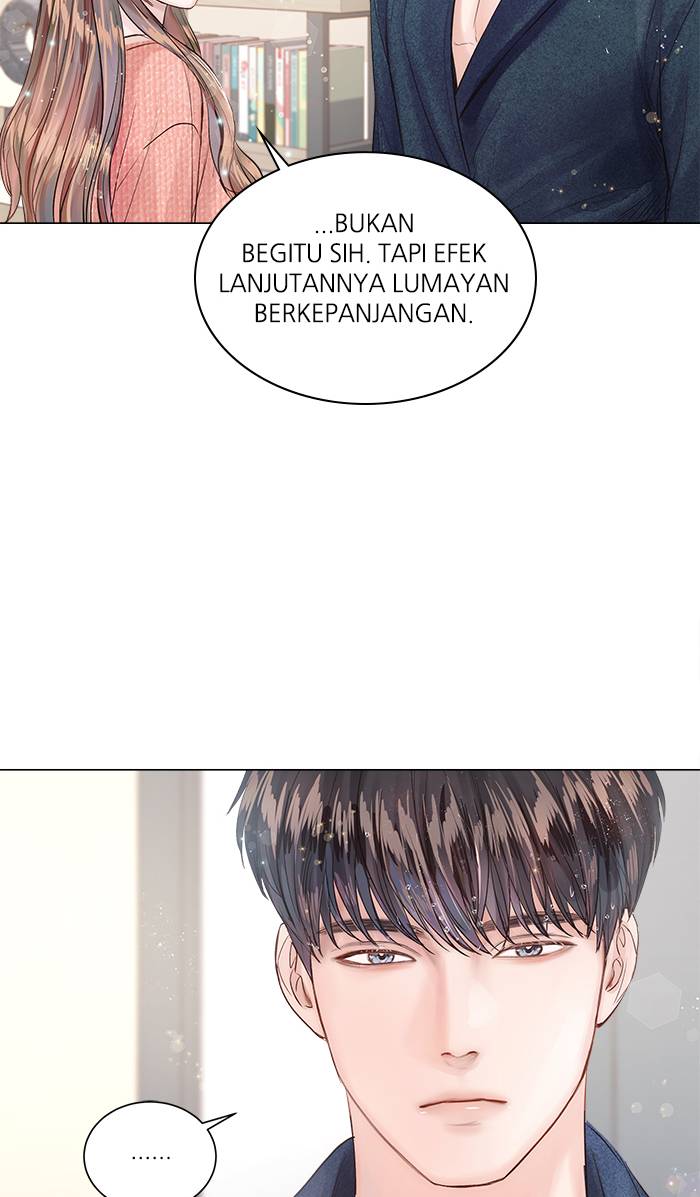 ...BUKAN
BEGITU SIH. TAPI EFEK
LANJUTANNYA LUMAYAN
BERKEPANJANGAN.
......